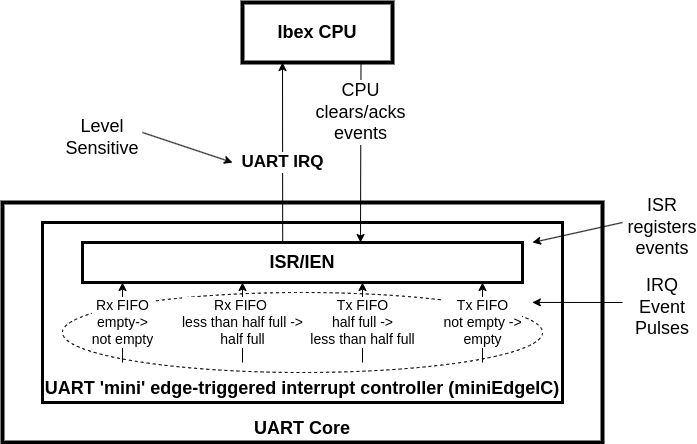 Ibex CPU
CPU
clears/acks
events
Level
Sensitive
UART IRQ
ISR
registers
events
ISR/IEN
IRQ
Event
Pulses
Rx FIFO
empty->
not empty
Rx FIFO
less than half full ->
half full
Tx FIFO
half full ->
less than half full
Tx FIFO
not empty ->
empty
UART 'mini' edge-triggered interrupt controller (miniEdgeIC)
UART Core